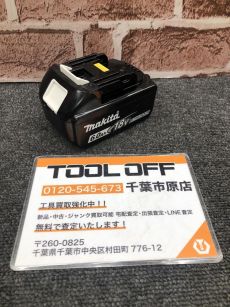 makita
6.0Ah 18V
TOOL OFF
0120-545-673 千葉市原店
工具買取強化中!!
新品・中古・ジャンク買取可能 宅配査定・出張査定・LINE査定
無料で査定いたします!
〒260-0825
千葉県千葉市中央区村田町 776-12